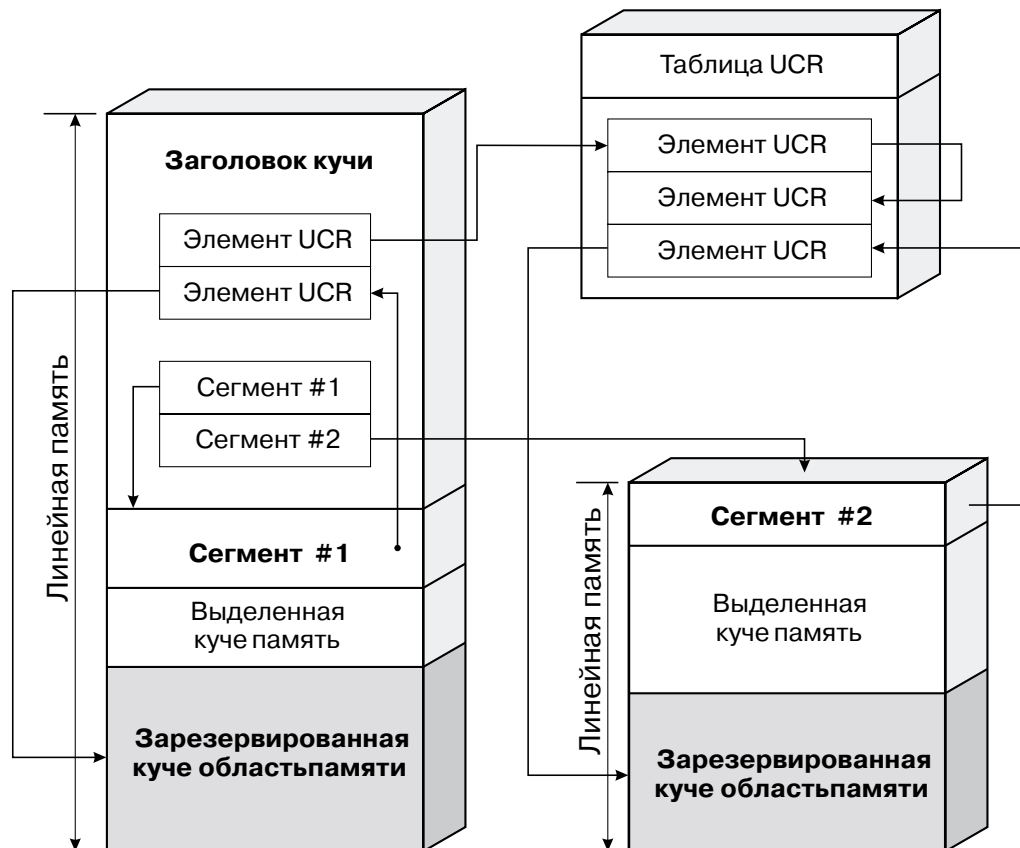 Таблица UCR
Элемент UCR
Элемент UCR
Элемент UCR
Линейная память
Заголовок кучи
Элемент UCR
Элемент UCR
Сегмент #1
Сегмент #2
Сегмент #1
Выделенная
куче память
Зарезервированная
куче областьпамяти
Линейная память
Сегмент #2
Выделенная
куче память
Зарезервированная
куче областьпамяти